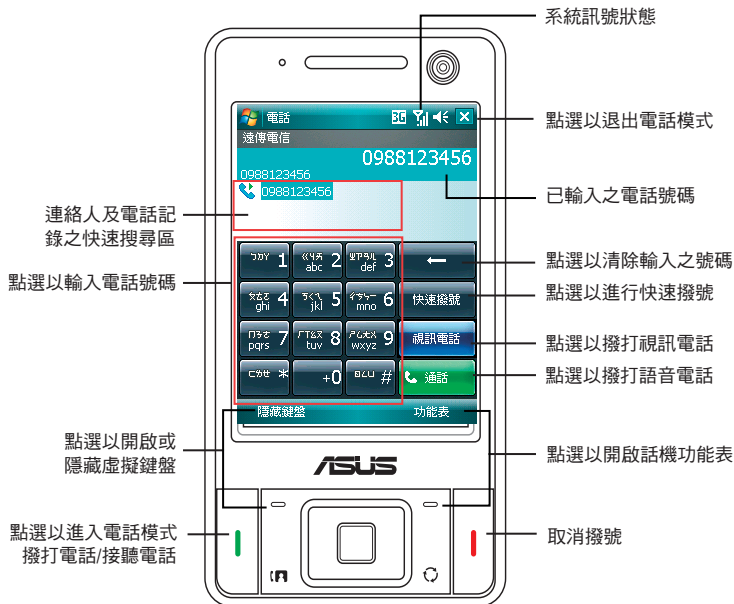 系統訊號狀態
電話
3G
點選以退出電話模式
遠傳電信
0988123456
0988123456
0988123456
已輸入之電話號碼
連絡人及電話記
錄之快速搜尋區
點選以輸入電話號碼
ㄅㄉㄚ 1
ㄍㄐㄞ abc 2
def 3
←
點選以清除輸入之號碼
ghi 4
jkl 5
mno 6
快速撥號
點選以進行快速撥號
pqrs 7
tuv 8
wxyz 9
視訊電話
點選以撥打視訊電話
*
+0
#
通話
點選以撥打語音電話
隱藏鍵盤
功能表
點選以開啟或
隱藏虛擬鍵盤
ASUS
點選以開啟話機功能表
點選以進入電話模式
撥打電話/接聽電話
取消撥號